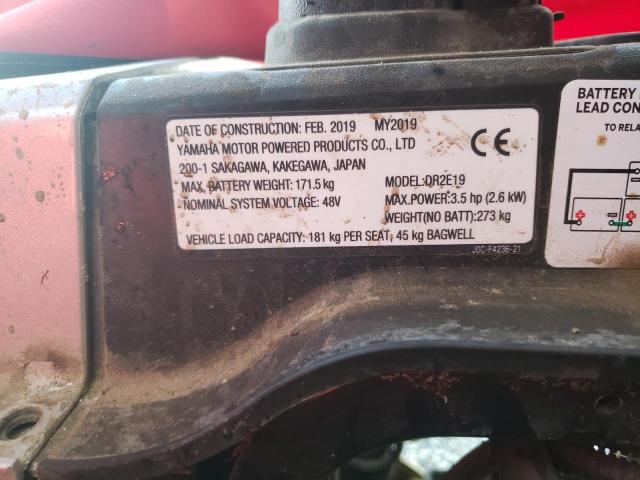 DATE OF CONSTRUCTION: FEB. 2019 MY2019
YAMAHA MOTOR POWERED PRODUCTS CO., LTD
200-1 SAKAGAWA, KAKEGAWA, JAPAN
MAX. BATTERY WEIGHT: 171.5 kg MODEL:DR2E19
NOMINAL SYSTEM VOLTAGE: 48V MAX.POWER:3.5 hp (2.6 kW)
WEIGHT(NO BATT):273 kg
VEHICLE LOAD CAPACITY: 181 kg PER SEAT, 45 kg BAGWELL
J0C-F4236-21
CE
BATTERY
LEAD CON
TO RELA